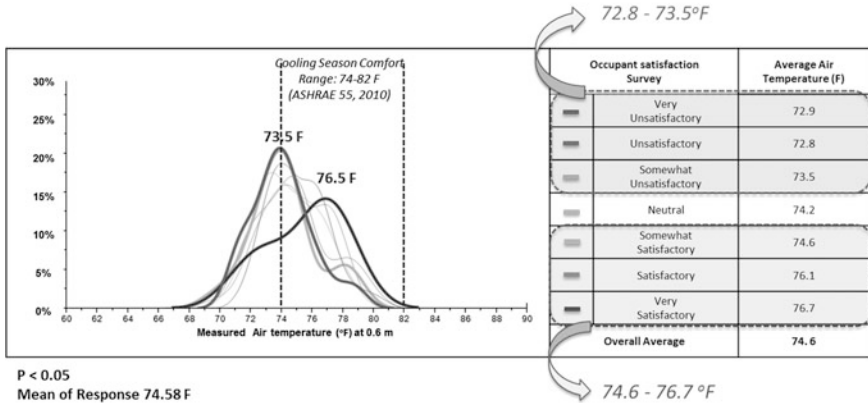 72.8 - 73.5°F
Cooling Season Comfort
Range: 74-82 F
(ASHRAE 55, 2010)
30%
25%
20%
15%
10%
5%
0%
73.5 F
76.5 F
60 62 64 66 68 70 72 74 76 78 80 82 84 86 88 90
Measured Air temperature (°F) at 0.6 m
Occupant satisfaction Survey
Average Air Temperature (F)
Very Unsatisfactory 72.9
Unsatisfactory 72.8
Somewhat Unsatisfactory 73.5
Neutral 74.2
Somewhat Satisfactory 74.6
Satisfactory 76.1
Very Satisfactory 76.7
Overall Average 74.6
P < 0.05
Mean of Response 74.58 F
74.6 - 76.7 °F